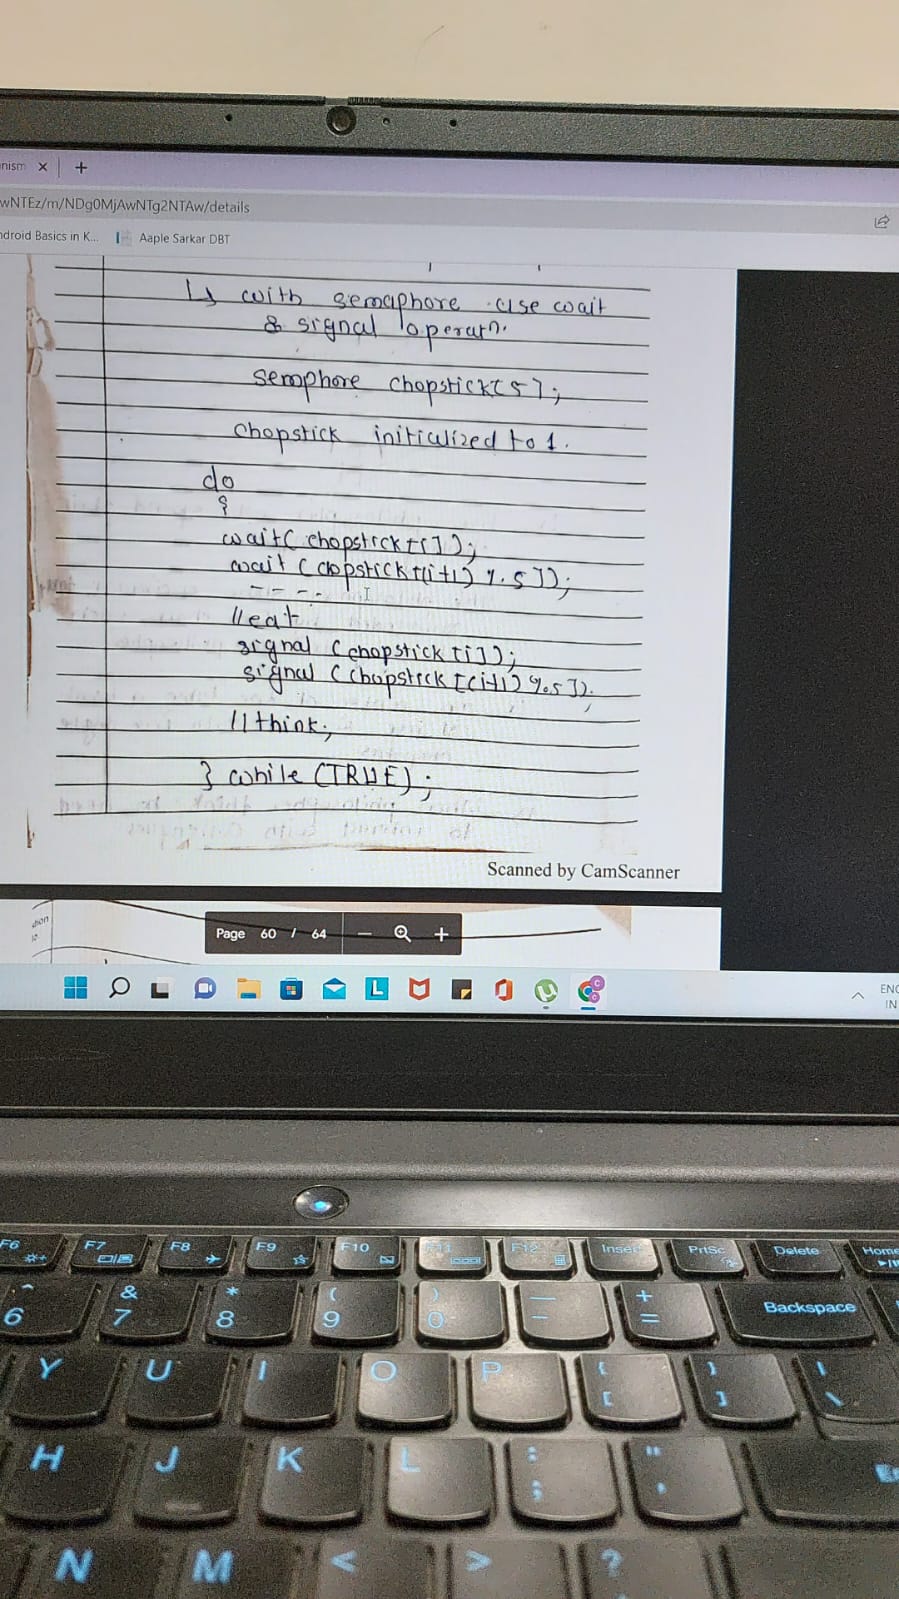 nism × +
wNTEz/m/NDg0MjAwNTg2NTAw/details
ndroid Basics in K... Aaple Sarkar DBT
↳ with semaphore use wait
& signal operatn.
semphore chopstick[5];
Chopstick initialized to 1.
do
{
wait( chopstick[i]);
wait (chopstick[(i+1) % 5]);
- - - -
//eat
signal (chopstick [i]);
signal (chopstick [(i+1) %5]);
//think;
} while (TRUE);
Scanned by CamScanner
Page 60 / 64 — +
ENG
IN
F6 F7 F8 F9 F10 F11 F12 Insert PrtSc Delete Home
^ & * ( ) — +
6 7 8 9 0 - = Backspace
Y U I O P { } |
[ ] \
H J K L : "
; '
N M < > ?